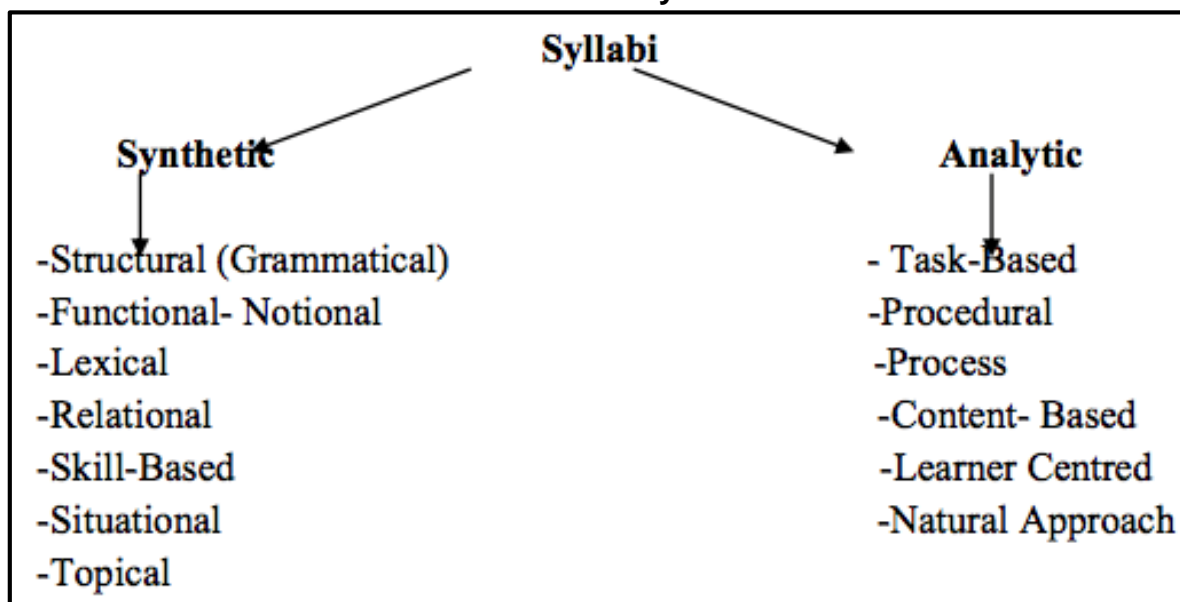 Syllabi
Synthetic Analytic
-Structural (Grammatical)
-Functional- Notional
-Lexical
-Relational
-Skill-Based
-Situational
-Topical
- Task-Based
-Procedural
-Process
-Content- Based
-Learner Centred
-Natural Approach